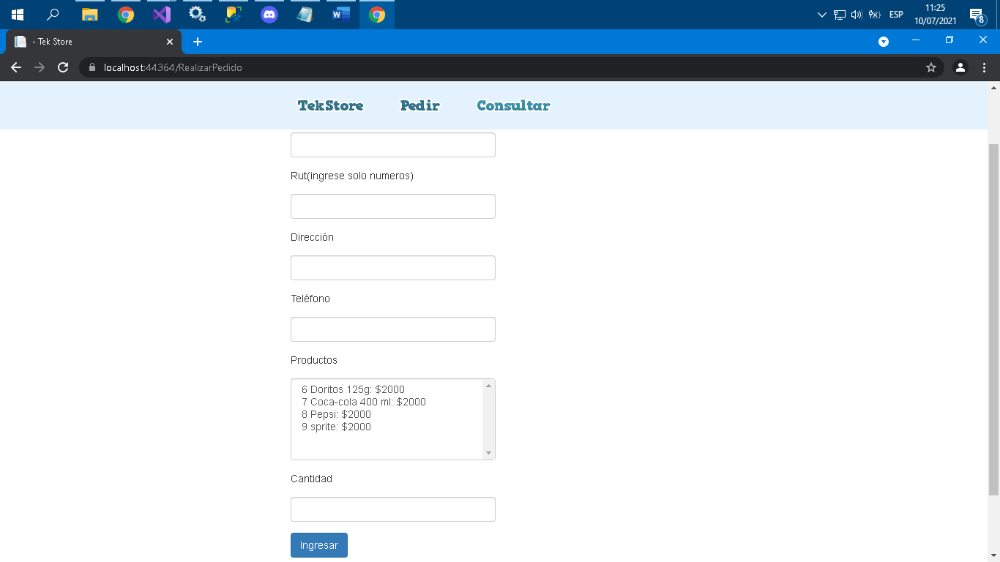 ESP
11:25
10/07/2021
8
- Tek Store
localhost:44364/RealizarPedido
TekStore Pedir Consultar
Rut(ingrese solo numeros)
Dirección
Teléfono
Productos
6 Doritos 125g: $2000
7 Coca-cola 400 ml: $2000
8 Pepsi: $2000
9 sprite: $2000
Cantidad
Ingresar